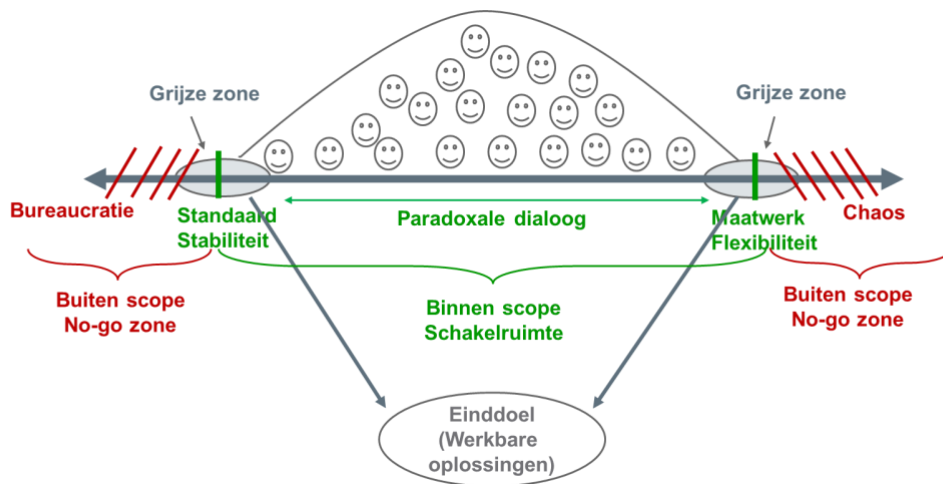 Grijze zone
Grijze zone
Bureaucratie
Standaard
Stabiliteit
Paradoxale dialoog
Maatwerk
Flexibiliteit
Chaos
Buiten scope
No-go zone
Binnen scope
Schakelruimte
Buiten scope
No-go zone
Einddoel
(Werkbare
oplossingen)